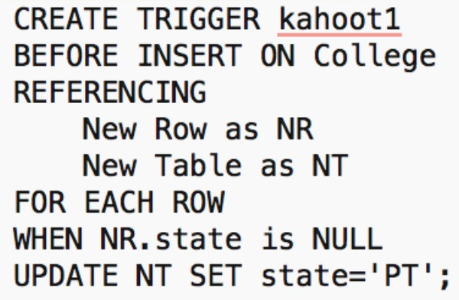 CREATE TRIGGER kahoot1
BEFORE INSERT ON College
REFERENCING
New Row as NR
New Table as NT
FOR EACH ROW
WHEN NR.state is NULL
UPDATE NT SET state='PT';